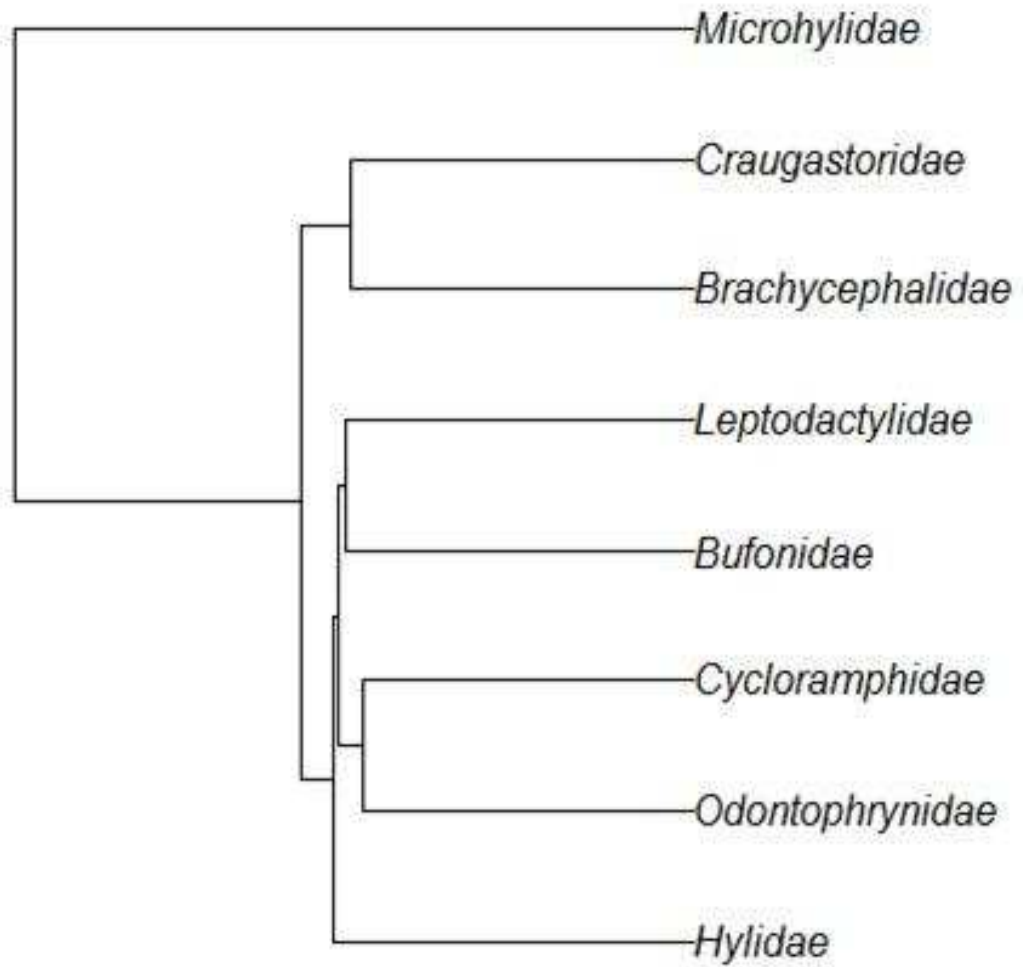 Microhylidae
Craugastoridae
Brachycephalidae
Leptodactylidae
Bufonidae
Cycloramphidae
Odontophrynidae
Hylidae